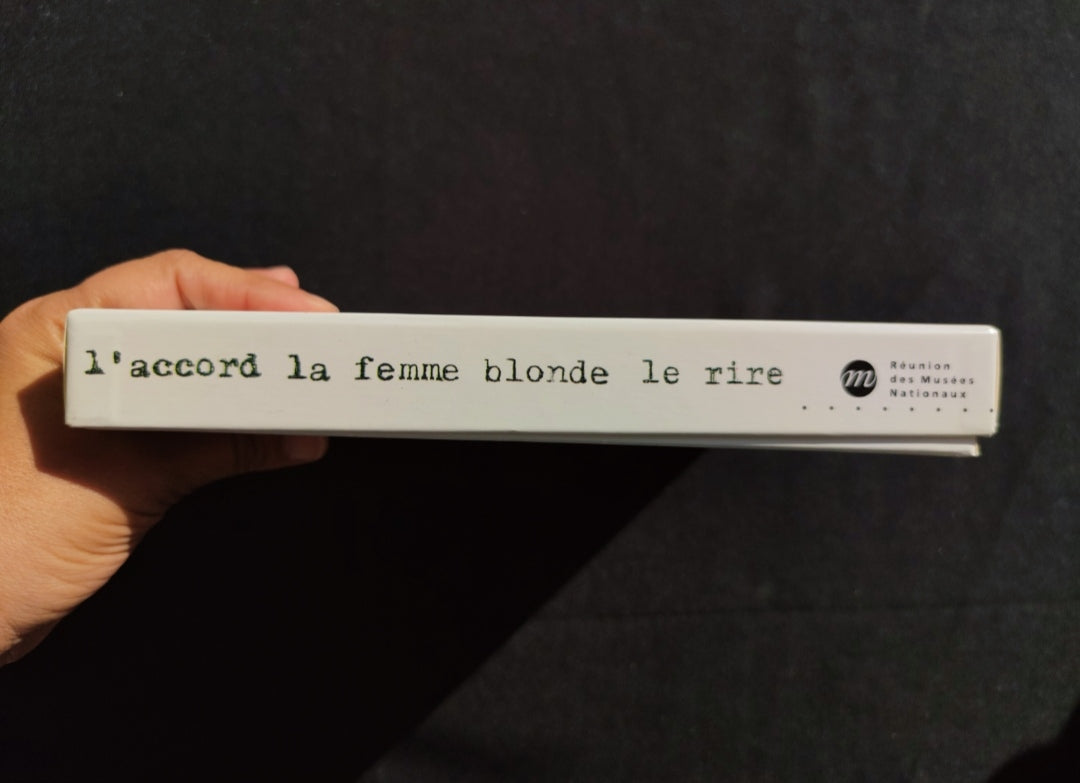 l'accord la femme blonde le rire
m
Réunion
des Musées
Nationaux